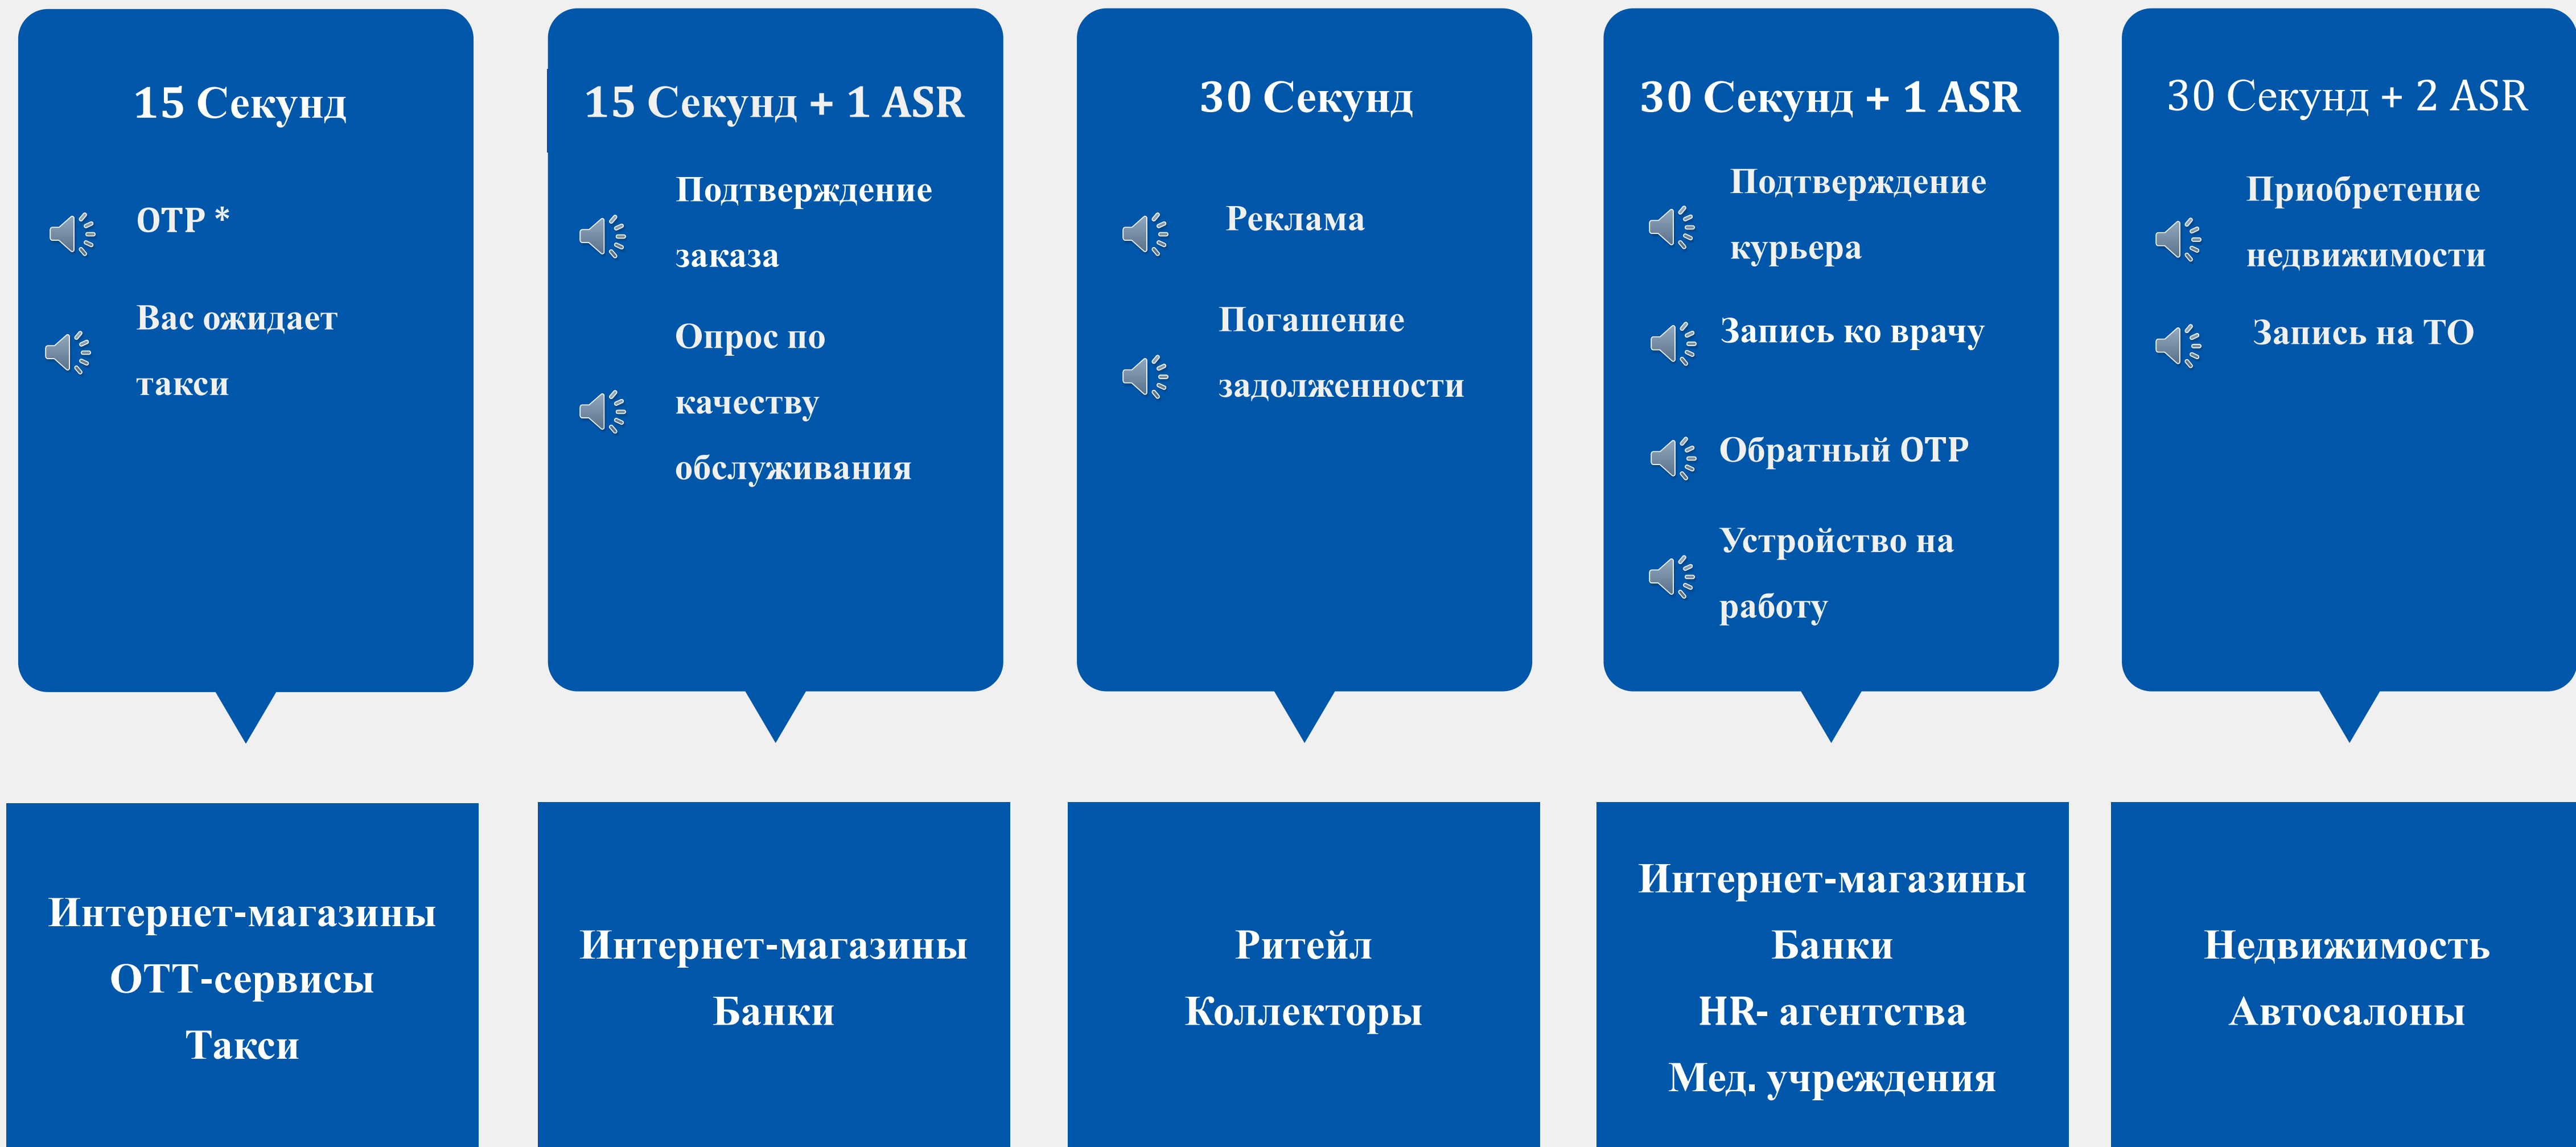 15 Секунд
OTP *
Вас ожидает
такси
15 Секунд + 1 ASR
Подтверждение
заказа
Опрос по
качеству
обслуживания
30 Секунд
Реклама
Погашение
задолженности
30 Секунд + 1 ASR
Подтверждение
курьера
Запись ко врачу
Обратный OTP
Устройство на
работу
30 Секунд + 2 ASR
Приобретение
недвижимости
Запись на ТО
Интернет-магазины
ОТТ-сервисы
Такси
Интернет-магазины
Банки
Ритейл
Коллекторы
Интернет-магазины
Банки
HR- агентства
Мед. учреждения
Недвижимость
Автосалоны